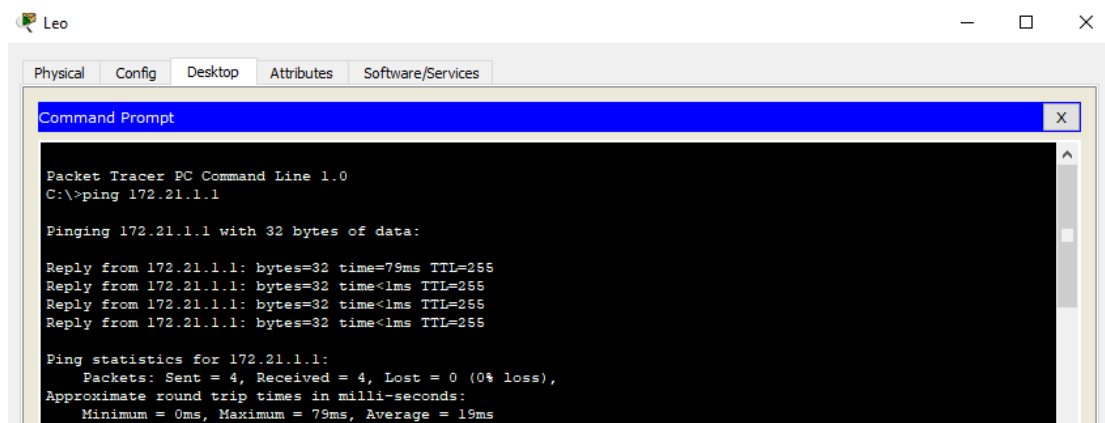 Leo
Physical Config Desktop Attributes Software/Services
Command Prompt X
Packet Tracer PC Command Line 1.0
C:\>ping 172.21.1.1
Pinging 172.21.1.1 with 32 bytes of data:
Reply from 172.21.1.1: bytes=32 time=79ms TTL=255
Reply from 172.21.1.1: bytes=32 time<1ms TTL=255
Reply from 172.21.1.1: bytes=32 time<1ms TTL=255
Reply from 172.21.1.1: bytes=32 time<1ms TTL=255
Ping statistics for 172.21.1.1:
Packets: Sent = 4, Received = 4, Lost = 0 (0% loss),
Approximate round trip times in milli-seconds:
Minimum = 0ms, Maximum = 79ms, Average = 19ms